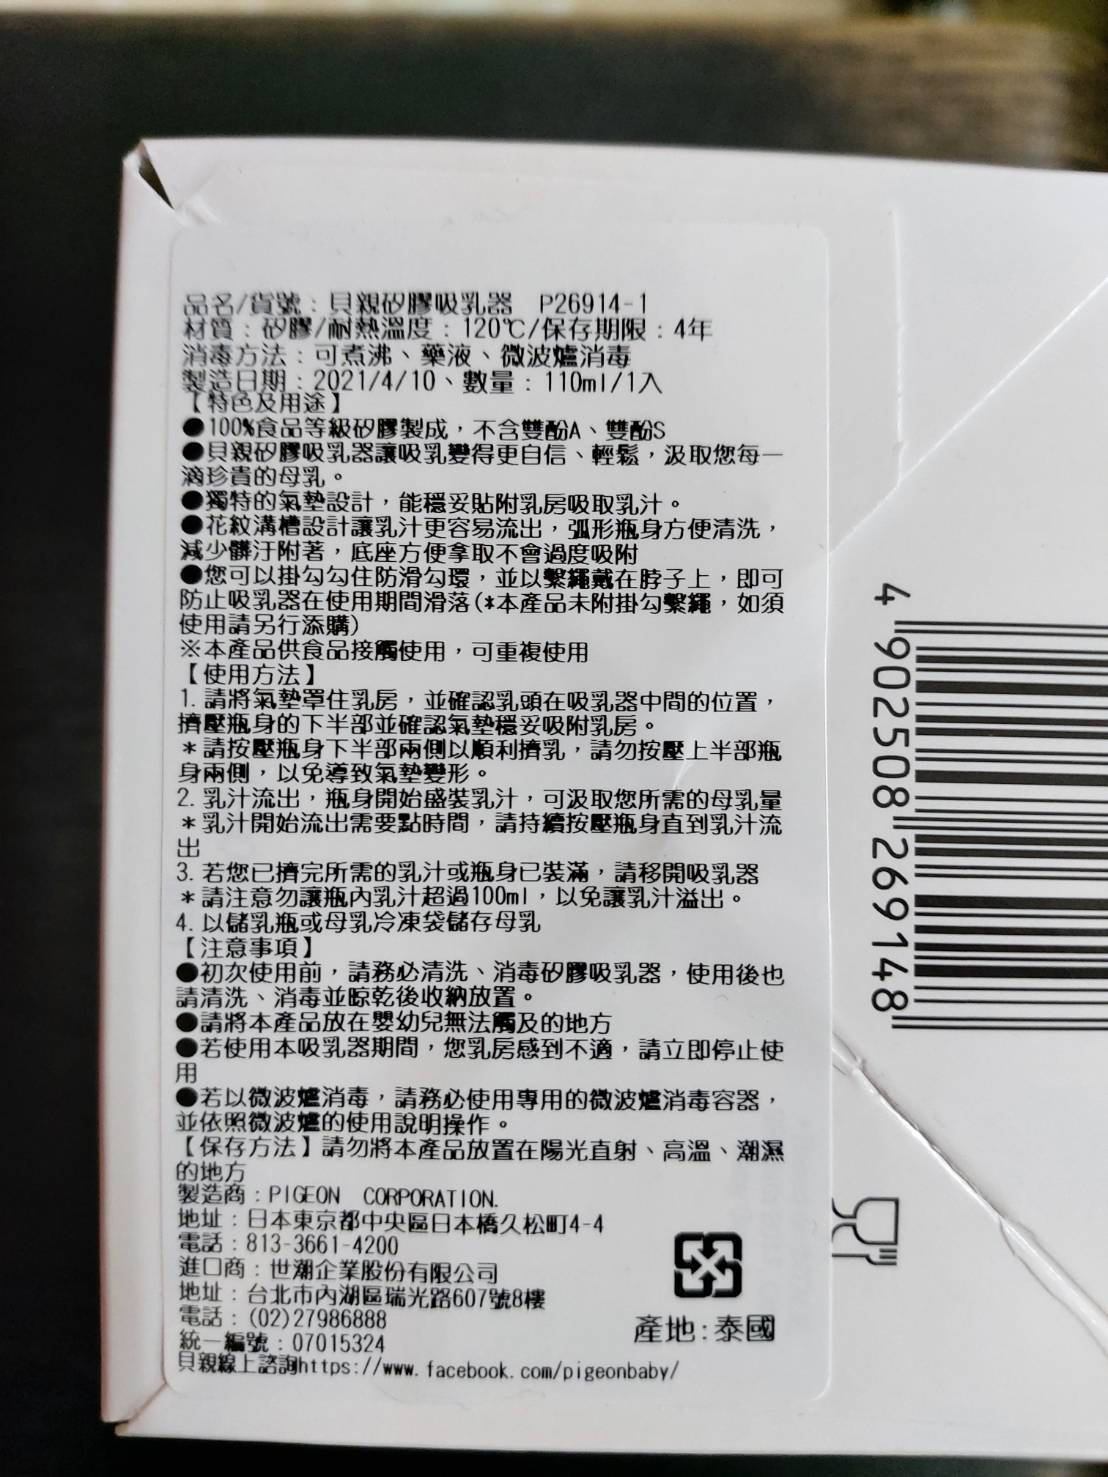 品名/貨號：貝親矽膠吸乳器 P26914-1
材質：矽膠/耐熱溫度：120℃/保存期限：4年
消毒方法：可煮沸、藥液、微波爐消毒
製造日期：2021/4/10、數量：110ml/1入
【特色及用途】
●100%食品等級矽膠製成，不含雙酚A、雙酚S
●貝親矽膠吸乳器讓吸乳變得更自信、輕鬆，汲取您每一
滴珍貴的母乳。
●獨特的氣墊設計，能穩妥貼附乳房吸取乳汁。
●花紋溝槽設計讓乳汁更容易流出，弧形瓶身方便清洗，
減少髒汙附著，底座方便拿取不會過度吸附
●您可以掛勾勾住防滑勾環，並以繫繩戴在脖子上，即可
防止吸乳器在使用期間滑落(*本產品未附掛勾繫繩，如須
使用請另行添購)
※本產品供食品接觸使用，可重複使用
【使用方法】
1. 請將氣墊罩住乳房，並確認乳頭在吸乳器中間的位置，
擠壓瓶身的下半部並確認氣墊穩妥吸附乳房。
*請按壓瓶身下半部兩側以順利擠乳，請勿按壓上半部瓶
身兩側，以免導致氣墊變形。
2. 乳汁流出，瓶身開始盛裝乳汁，可汲取您所需的母乳量
*乳汁開始流出需要點時間，請持續按壓瓶身直到乳汁流
出
3. 若您已擠完所需的乳汁或瓶身已裝滿，請移開吸乳器
*請注意勿讓瓶內乳汁超過100ml，以免讓乳汁溢出。
4. 以儲乳瓶或母乳冷凍袋儲存母乳
【注意事項】
●初次使用前，請務必清洗、消毒矽膠吸乳器，使用後也
請清洗、消毒並晾乾後收納放置。
●請將本產品放在嬰幼兒無法觸及的地方
●若使用本吸乳器期間，您乳房感到不適，請立即停止使
用
●若以微波爐消毒，請務必使用專用的微波爐消毒容器，
並依照微波爐的使用說明操作。
【保存方法】請勿將本產品放置在陽光直射、高溫、潮濕
的地方
製造商：PIGEON CORPORATION.
地址：日本東京都中央區日本橋久松町4-4
電話：813-3661-4200
進口商：世潮企業股份有限公司
地址：台北市內湖區瑞光路607號8樓
電話：(02)27986888
統一編號：07015324
貝親線上諮詢https://www.facebook.com/pigeonbaby/
產地:泰國
4 902508 269148